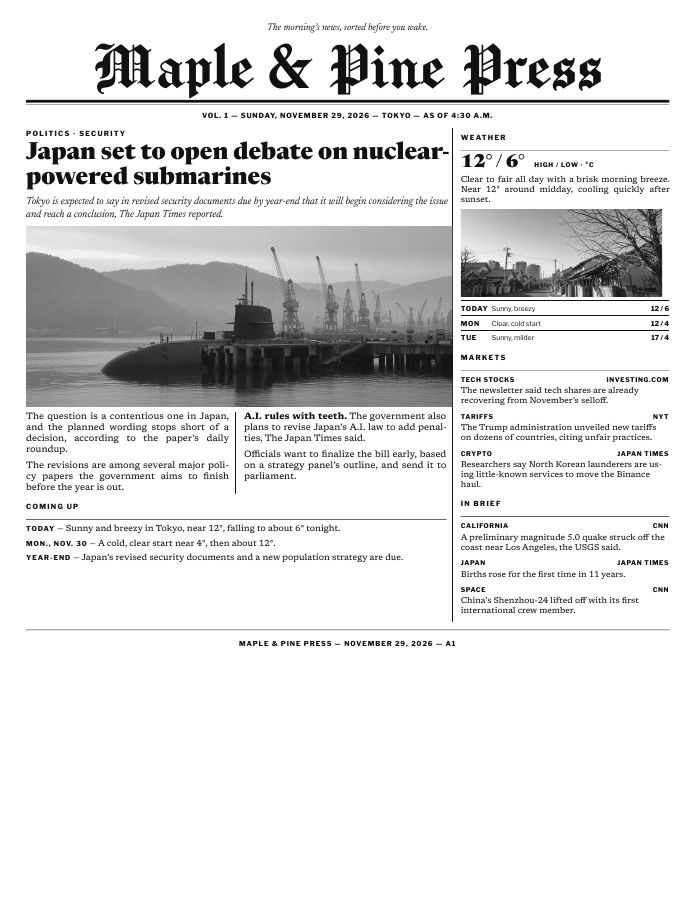 The morning's news, sorted before you wake.
Maple & Pine Press
VOL. 1 — SUNDAY, NOVEMBER 29, 2026 — TOKYO — AS OF 4:30 A.M.
POLITICS · SECURITY
Japan set to open debate on nuclear-
powered submarines
Tokyo is expected to say in revised security documents due by year-end that it will begin considering the issue
and reach a conclusion, The Japan Times reported.
The question is a contentious one in Japan,
and the planned wording stops short of a
decision, according to the paper's daily
roundup.
The revisions are among several major poli-
cy papers the government aims to finish
before the year is out.
A.I. rules with teeth. The government also
plans to revise Japan's A.I. law to add penal-
ties, The Japan Times said.
Officials want to finalize the bill early, based
on a strategy panel's outline, and send it to
parliament.
COMING UP
TODAY — Sunny and breezy in Tokyo, near 12°, falling to about 6° tonight.
MON., NOV. 30 — A cold, clear start near 4°, then about 12°.
YEAR-END — Japan's revised security documents and a new population strategy are due.
WEATHER
12° / 6° HIGH / LOW · °C
Clear to fair all day with a brisk morning breeze.
Near 12° around midday, cooling quickly after
sunset.
TODAY Sunny, breezy 12 / 6
MON Clear, cold start 12 / 4
TUE Sunny, milder 17 / 4
MARKETS
TECH STOCKS INVESTING.COM
The newsletter said tech shares are already
recovering from November's selloff.
TARIFFS NYT
The Trump administration unveiled new tariffs
on dozens of countries, citing unfair practices.
CRYPTO JAPAN TIMES
Researchers say North Korean launderers are us-
ing little-known services to move the Binance
haul.
IN BRIEF
CALIFORNIA CNN
A preliminary magnitude 5.0 quake struck off the
coast near Los Angeles, the USGS said.
JAPAN JAPAN TIMES
Births rose for the first time in 11 years.
SPACE CNN
China's Shenzhou-24 lifted off with its first
international crew member.
MAPLE & PINE PRESS — NOVEMBER 29, 2026 — A1